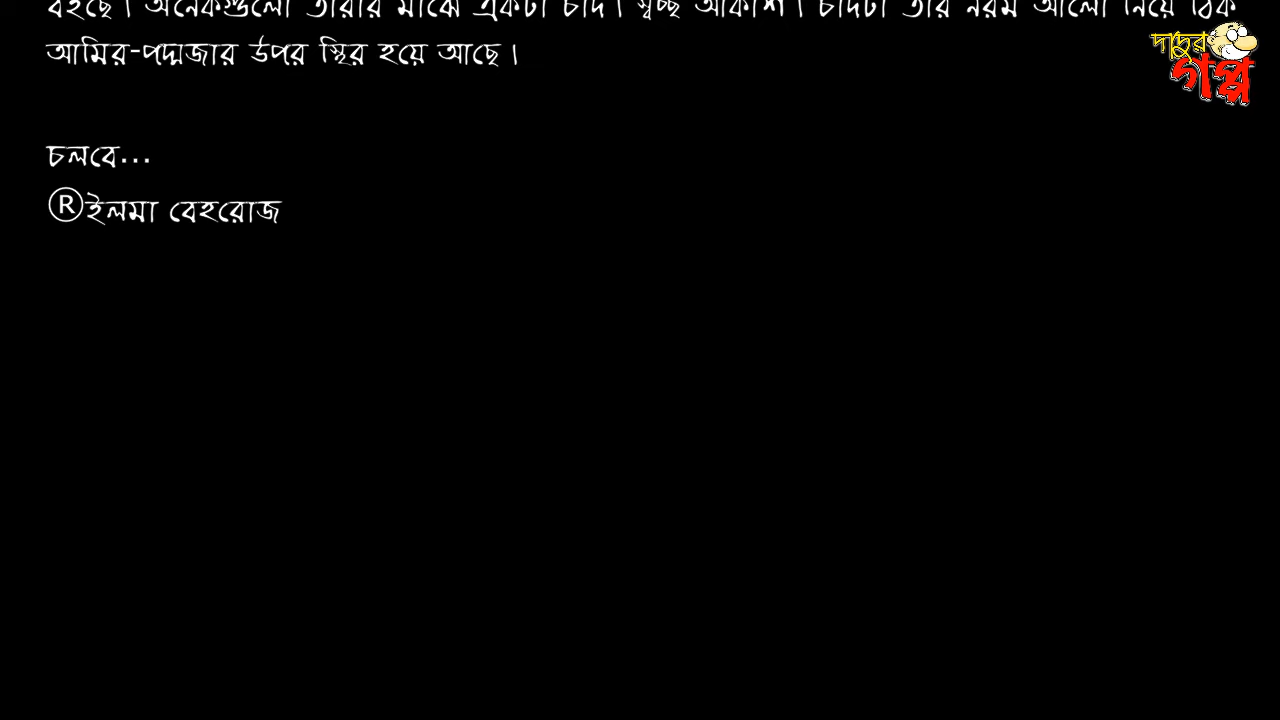 বইছে। অনেকগুলো তারার মাঝে একটা চাঁদ। স্বচ্ছ আকাশ। চাঁদটা তার নরম আলো নিয়ে ঠিক
আমির-পদ্মজার উপর স্থির হয়ে আছে।
চলবে...
®ইলমা বেহরোজ
দাদুর
গল্প